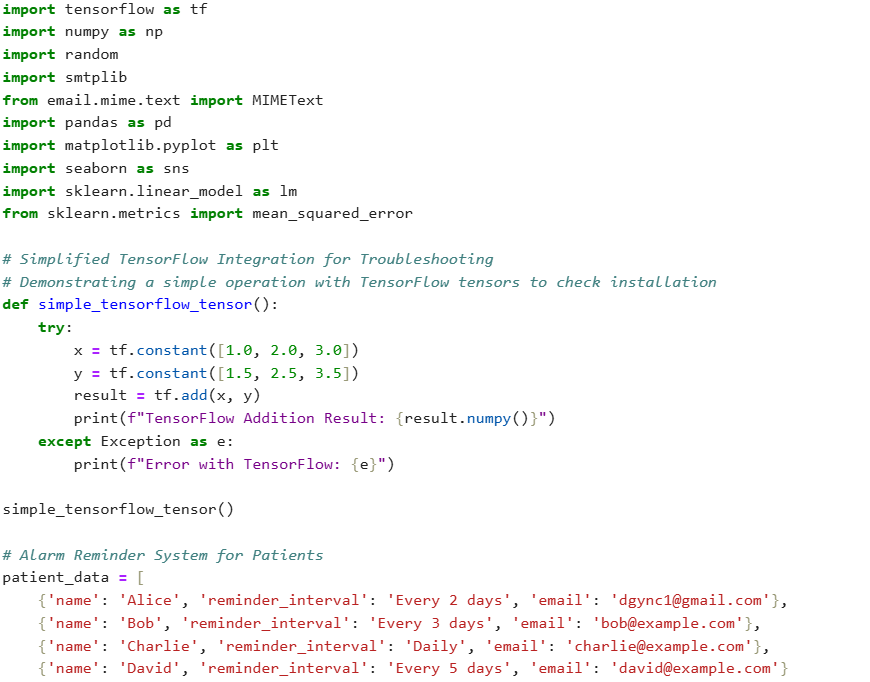 import tensorflow as tf
import numpy as np
import random
import smtplib
from email.mime.text import MIMEText
import pandas as pd
import matplotlib.pyplot as plt
import seaborn as sns
import sklearn.linear_model as lm
from sklearn.metrics import mean_squared_error

# Simplified TensorFlow Integration for Troubleshooting
# Demonstrating a simple operation with TensorFlow tensors to check installation
def simple_tensorflow_tensor():
    try:
        x = tf.constant([1.0, 2.0, 3.0])
        y = tf.constant([1.5, 2.5, 3.5])
        result = tf.add(x, y)
        print(f"TensorFlow Addition Result: {result.numpy()}")
    except Exception as e:
        print(f"Error with TensorFlow: {e}")

simple_tensorflow_tensor()

# Alarm Reminder System for Patients
patient_data = [
    {'name': 'Alice', 'reminder_interval': 'Every 2 days', 'email': 'dgync1@gmail.com'},
    {'name': 'Bob', 'reminder_interval': 'Every 3 days', 'email': 'bob@example.com'},
    {'name': 'Charlie', 'reminder_interval': 'Daily', 'email': 'charlie@example.com'},
    {'name': 'David', 'reminder_interval': 'Every 5 days', 'email': 'david@example.com'}